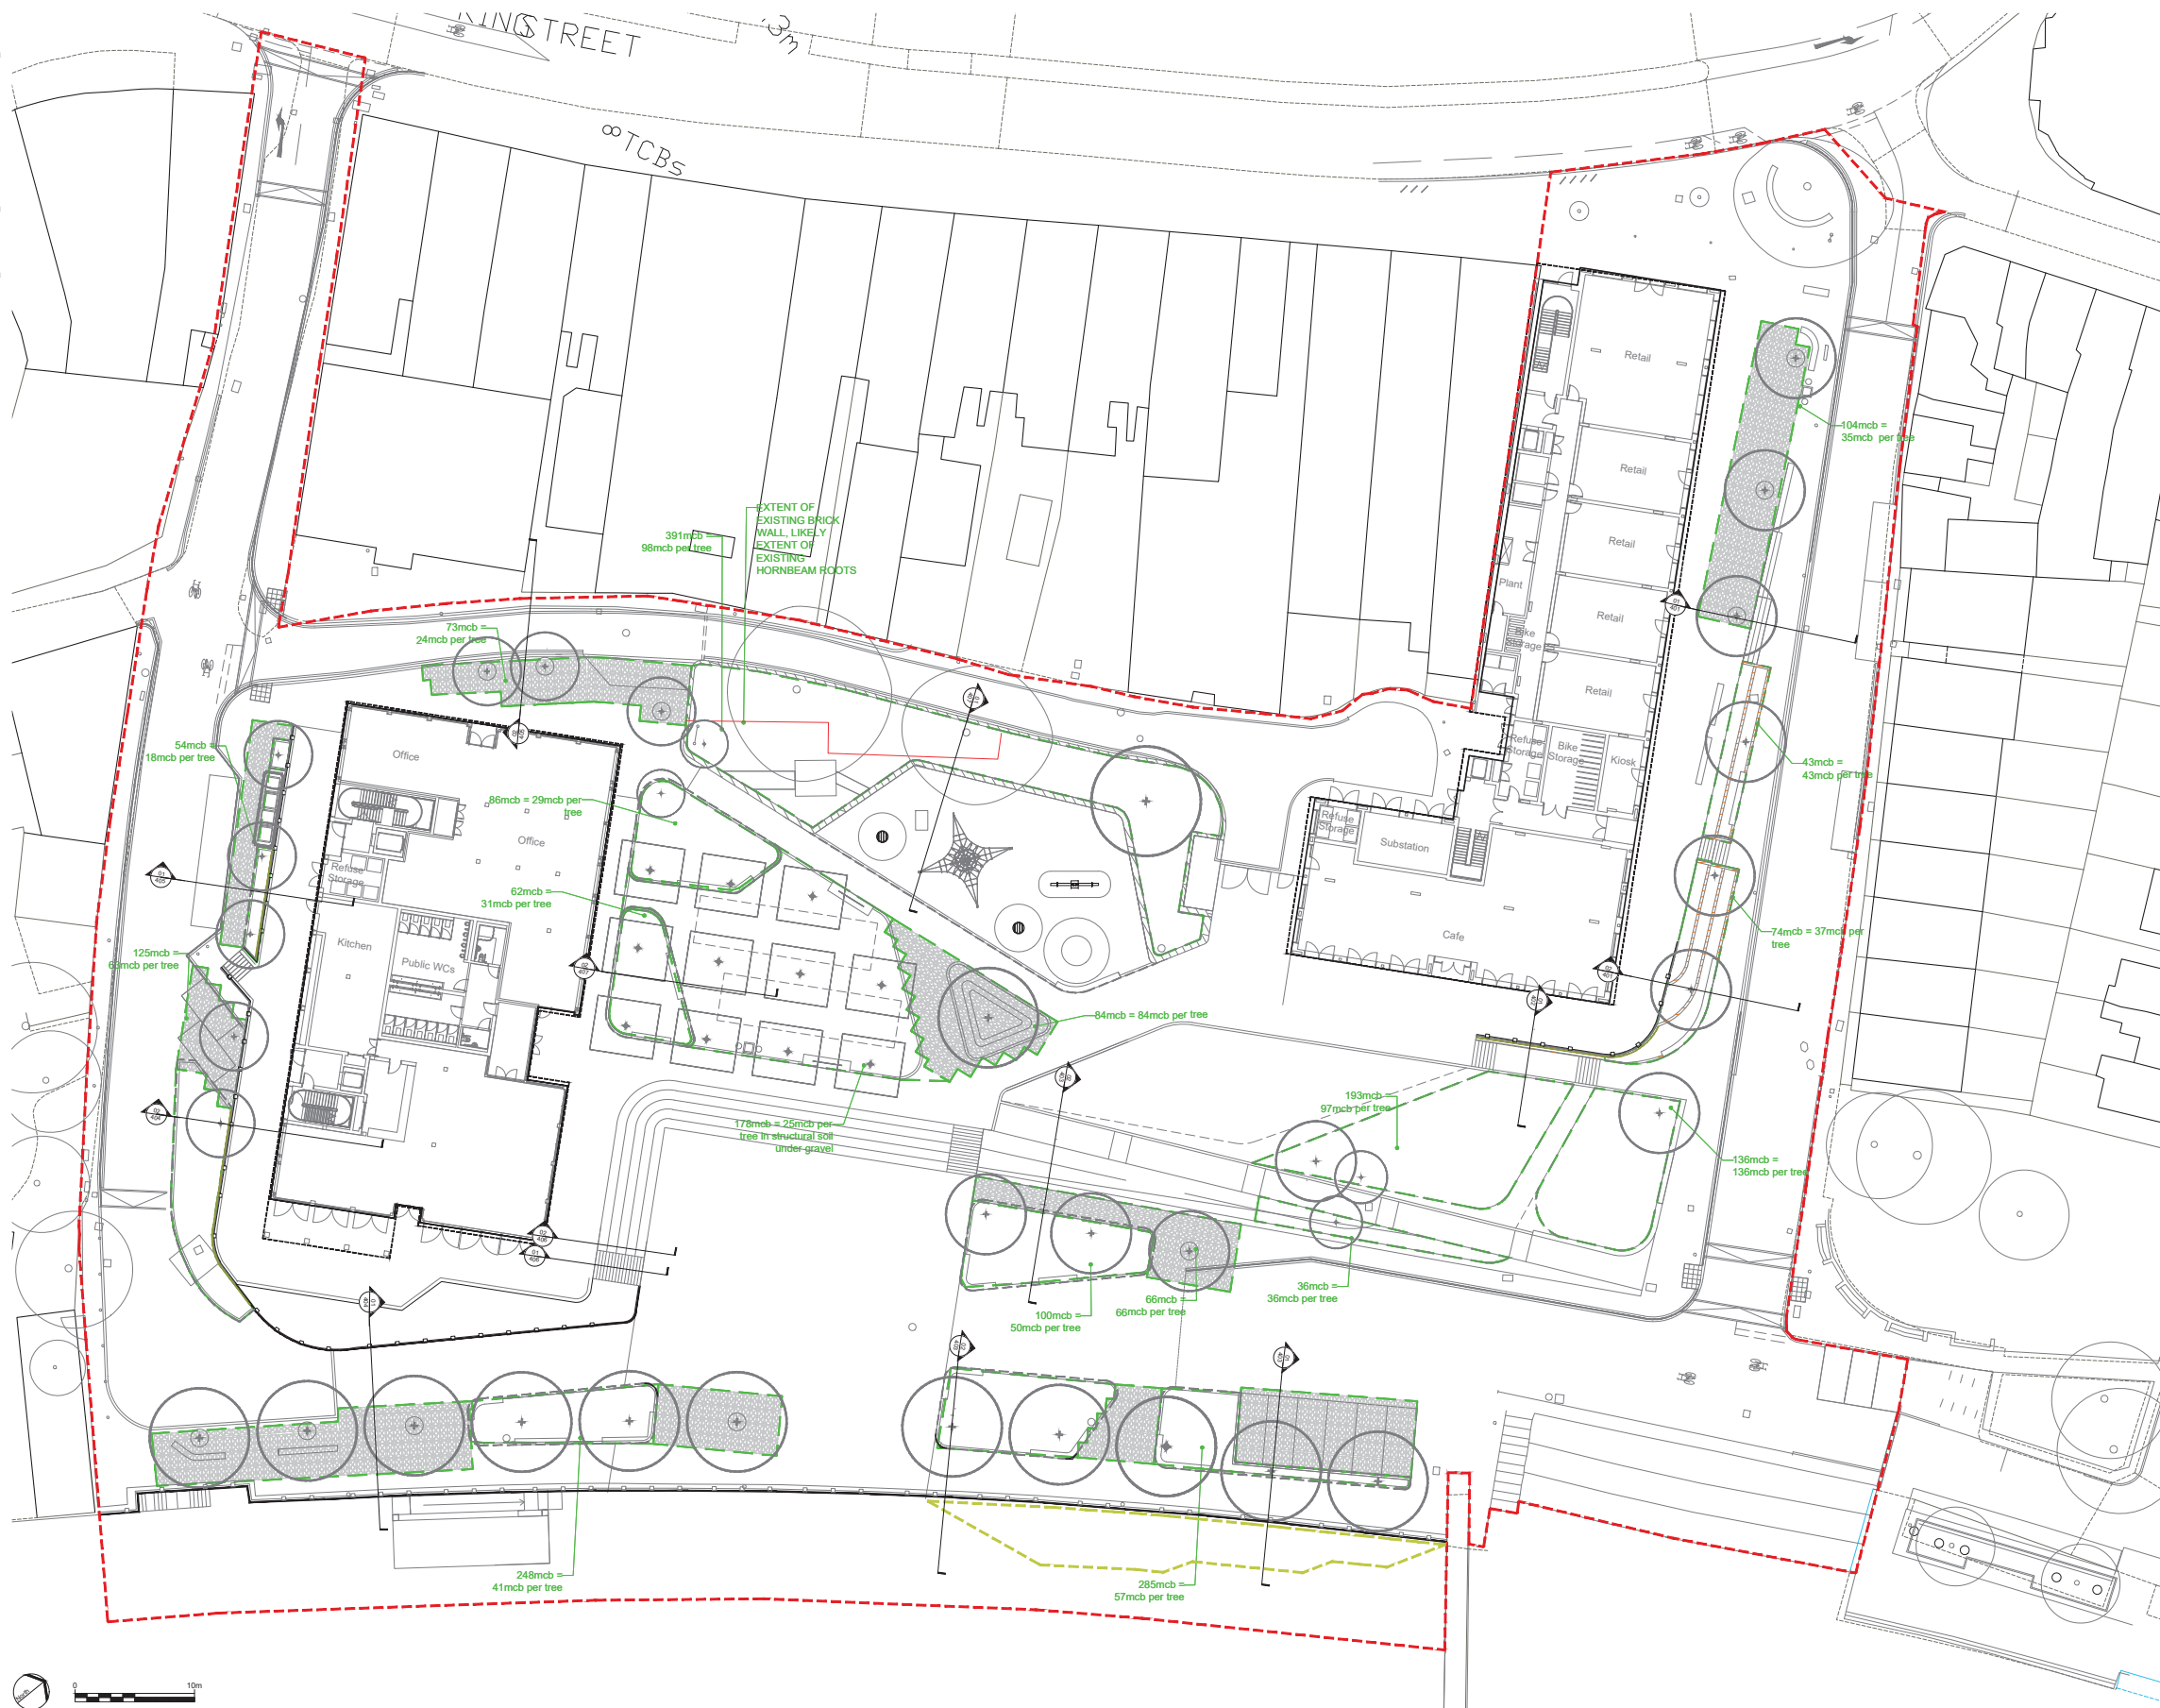 KINGSTREET
3m
8 TCBs
Retail
104mcb =
35mcb per tree
Retail
EXTENT OF
EXISTING BRICK
WALL, LIKELY
EXTENT OF
EXISTING
HORNBEAM ROOTS
391mcb =
98mcb per tree
Retail
Plant
Retail
Bike
Storage
73mcb =
24mcb per tree
Retail
54mcb =
18mcb per tree
Office
Refuse
Storage
Bike
Storage
Kiosk
43mcb =
43mcb per tree
86mcb = 29mcb per
tree
Office
Refuse
Storage
Substation
Refuse
Storage
62mcb =
31mcb per tree
Cafe
74mcb = 37mcb per
tree
Kitchen
Public WCs
125mcb =
63mcb per tree
84mcb = 84mcb per tree
193mcb =
97mcb per tree
178mcb = 25mcb per
tree in structural soil
under gravel
136mcb =
136mcb per tree
36mcb =
36mcb per tree
66mcb =
66mcb per tree
100mcb =
50mcb per tree
248mcb =
41mcb per tree
285mcb =
57mcb per tree
North
0 10m